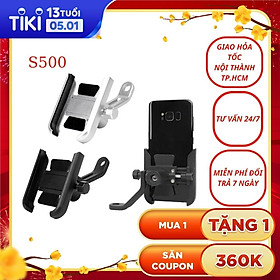 TIKI 13 TUỔI
05.01
S500
GIAO HỎA
TỐC
NỘI THÀNH
TP.HCM
TƯ VẤN 24/7
MIỄN PHÍ ĐỔI
TRẢ 7 NGÀY
MUA 1
TẶNG 1
SĂN
COUPON
360K